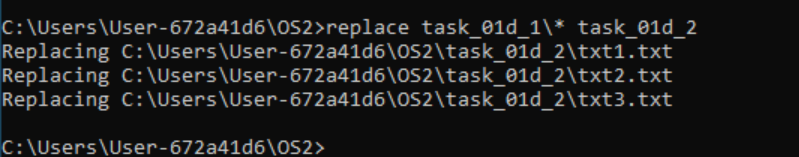 C:\Users\User-672a41d6\OS2>replace task_01d_1\* task_01d_2
Replacing C:\Users\User-672a41d6\OS2\task_01d_2\txt1.txt
Replacing C:\Users\User-672a41d6\OS2\task_01d_2\txt2.txt
Replacing C:\Users\User-672a41d6\OS2\task_01d_2\txt3.txt
C:\Users\User-672a41d6\OS2>